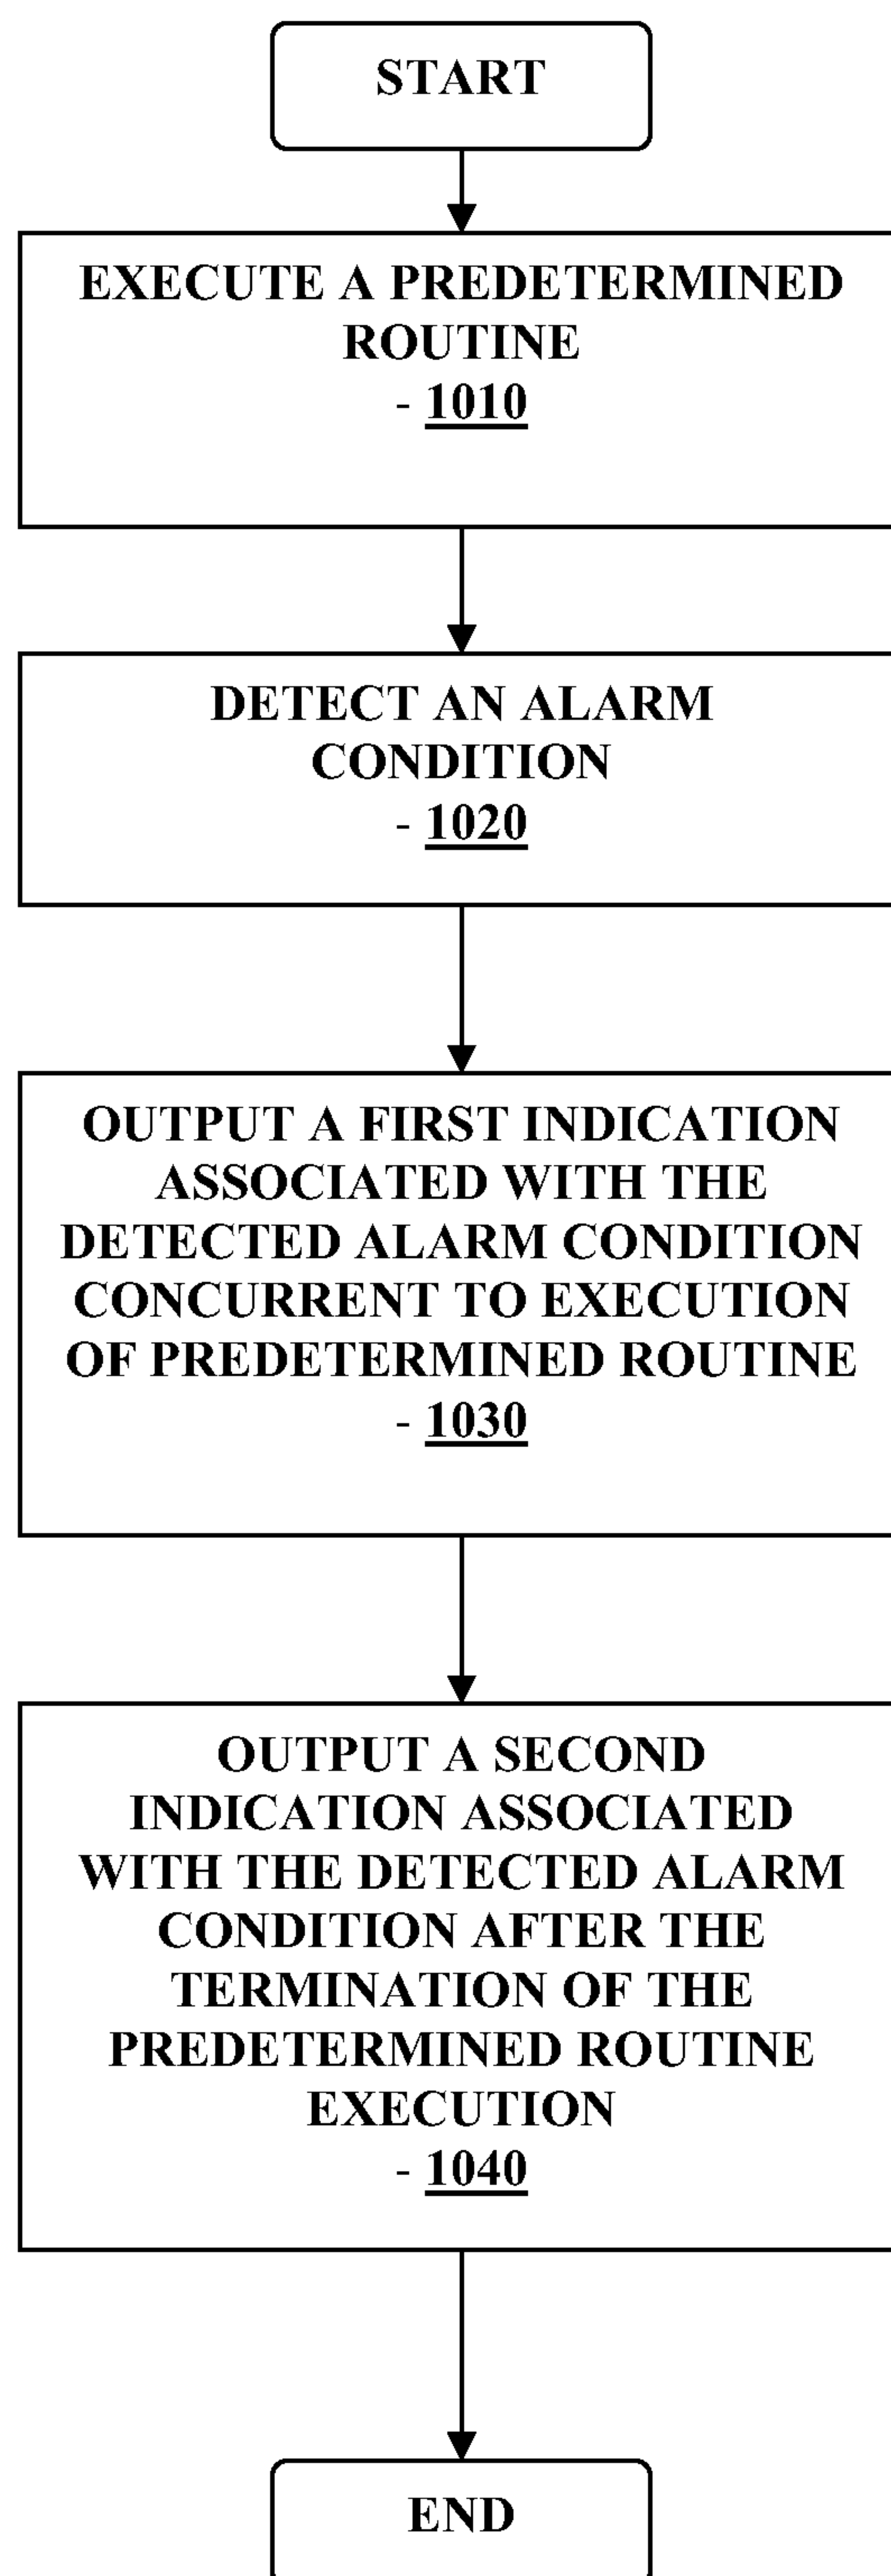 START
EXECUTE A PREDETERMINED
ROUTINE
- 1010
DETECT AN ALARM
CONDITION
- 1020
OUTPUT A FIRST INDICATION
ASSOCIATED WITH THE
DETECTED ALARM CONDITION
CONCURRENT TO EXECUTION
OF PREDETERMINED ROUTINE
- 1030
OUTPUT A SECOND
INDICATION ASSOCIATED
WITH THE DETECTED ALARM
CONDITION AFTER THE
TERMINATION OF THE
PREDETERMINED ROUTINE
EXECUTION
- 1040
END